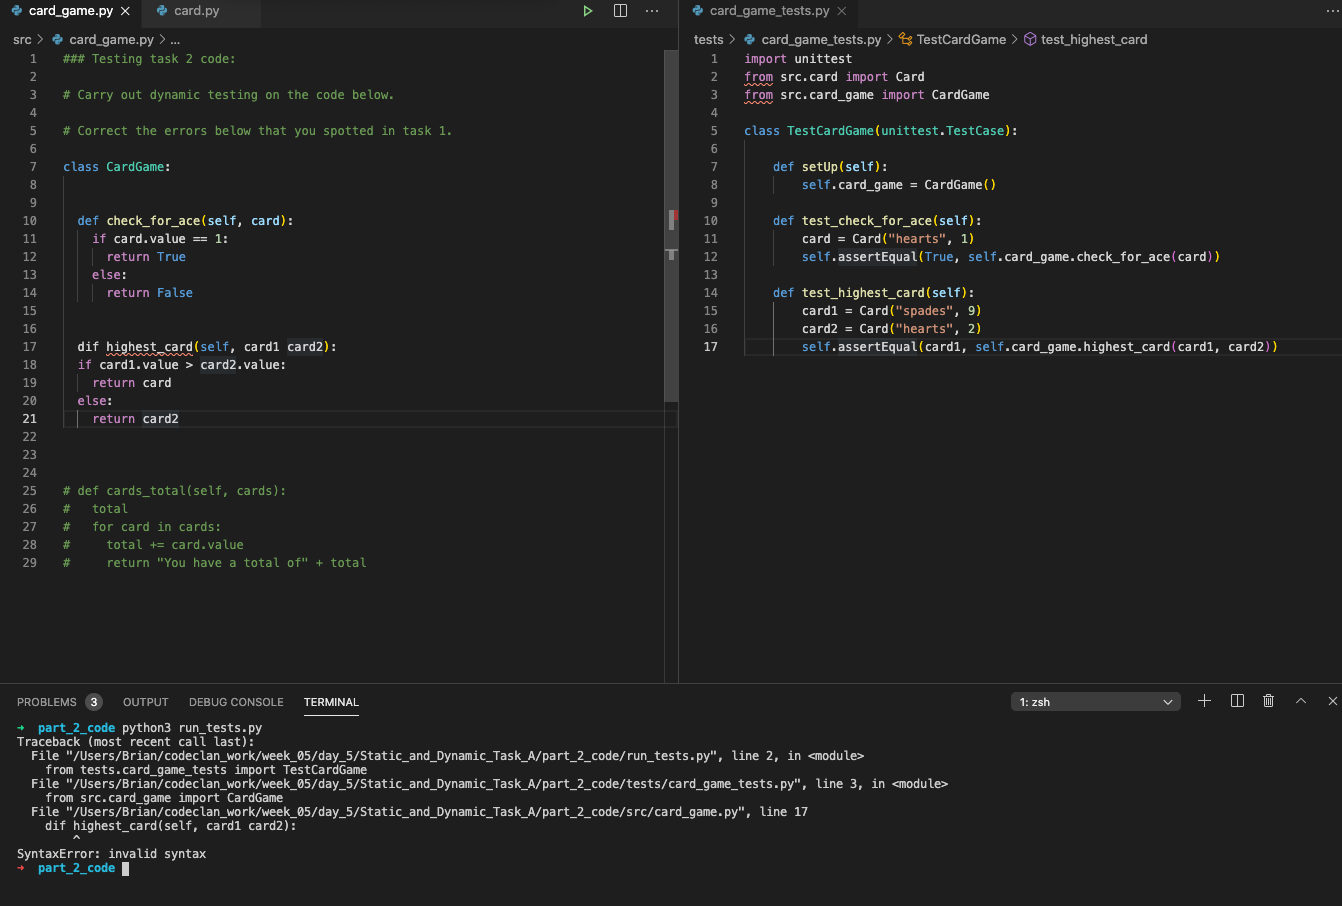 card_game.py
card.py
src > card_game.py > ...
1 ### Testing task 2 code:
2
3 # Carry out dynamic testing on the code below.
4
5 # Correct the errors below that you spotted in task 1.
6
7 class CardGame:
8
9
10 def check_for_ace(self, card):
11 if card.value == 1:
12 return True
13 else:
14 return False
15
16
17 dif highest_card(self, card1 card2):
18 if card1.value > card2.value:
19 return card
20 else:
21 return card2
22
23
24
25 # def cards_total(self, cards):
26 # total
27 # for card in cards:
28 # total += card.value
29 # return "You have a total of" + total
card_game_tests.py
tests > card_game_tests.py > TestCardGame > test_highest_card
1 import unittest
2 from src.card import Card
3 from src.card_game import CardGame
4
5 class TestCardGame(unittest.TestCase):
6
7 def setUp(self):
8 self.card_game = CardGame()
9
10 def test_check_for_ace(self):
11 card = Card("hearts", 1)
12 self.assertEqual(True, self.card_game.check_for_ace(card))
13
14 def test_highest_card(self):
15 card1 = Card("spades", 9)
16 card2 = Card("hearts", 2)
17 self.assertEqual(card1, self.card_game.highest_card(card1, card2))
PROBLEMS 3 OUTPUT DEBUG CONSOLE TERMINAL 1: zsh
→ part_2_code python3 run_tests.py
Traceback (most recent call last):
File "/Users/Brian/codeclan_work/week_05/day_5/Static_and_Dynamic_Task_A/part_2_code/run_tests.py", line 2, in <module>
from tests.card_game_tests import TestCardGame
File "/Users/Brian/codeclan_work/week_05/day_5/Static_and_Dynamic_Task_A/part_2_code/tests/card_game_tests.py", line 3, in <module>
from src.card_game import CardGame
File "/Users/Brian/codeclan_work/week_05/day_5/Static_and_Dynamic_Task_A/part_2_code/src/card_game.py", line 17
dif highest_card(self, card1 card2):
^
SyntaxError: invalid syntax
→ part_2_code